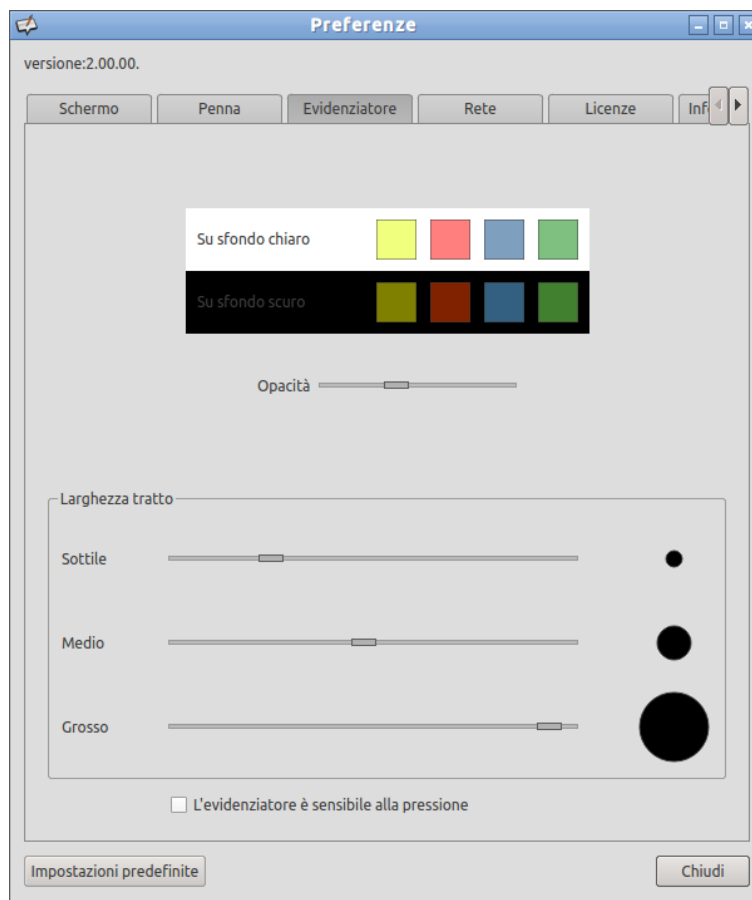 Preferenze
versione:2.00.00.
Schermo Penna Evidenziatore Rete Licenze Inf
Su sfondo chiaro
Su sfondo scuro
Opacità
Larghezza tratto
Sottile
Medio
Grosso
L'evidenziatore è sensibile alla pressione
Impostazioni predefinite Chiudi